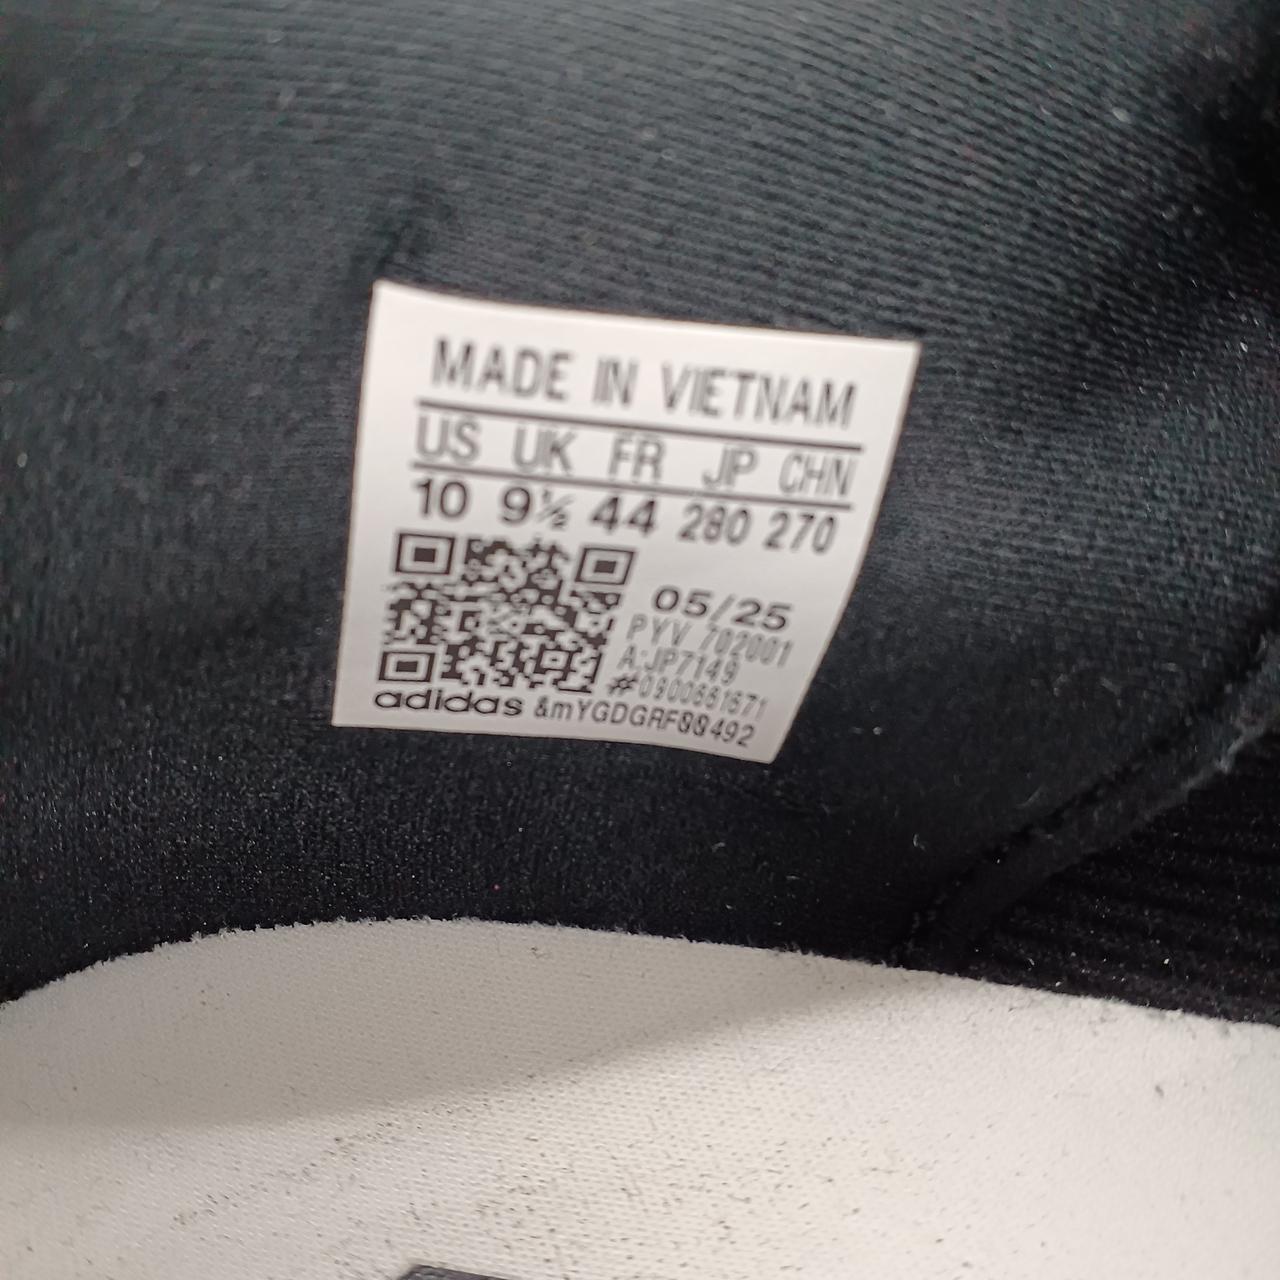 MADE IN VIETNAM
US UK FR JP CHN
10 9½ 44 280 270
05/25
PYV 702001
A:JP7149
#0900661671
adidas &mYGDGRF88492